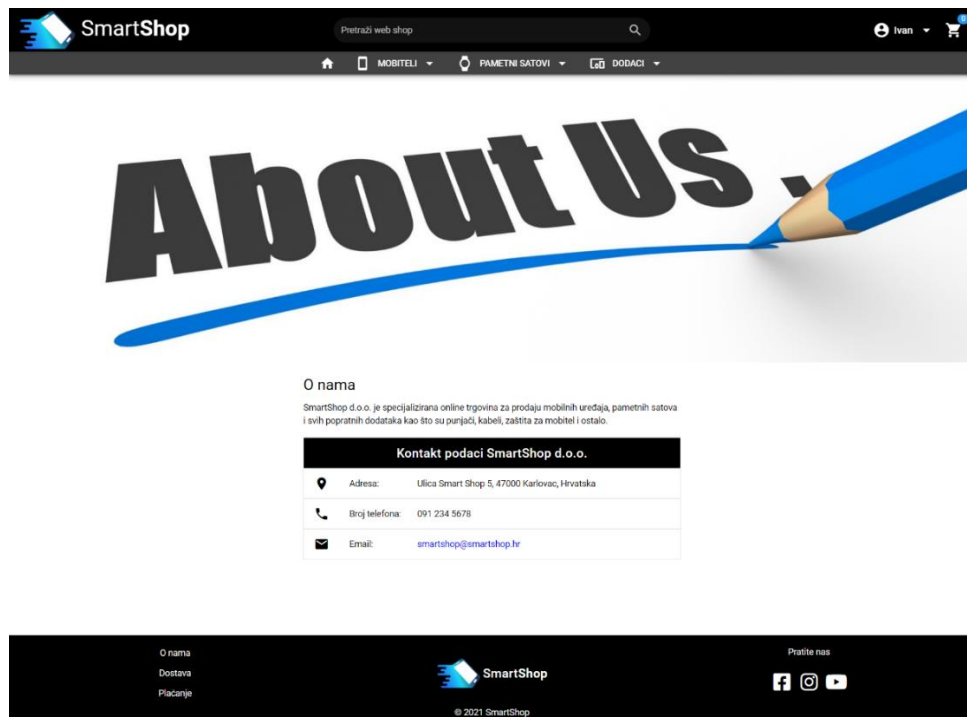 SmartShop
Pretraži web shop
Ivan
0
MOBITELI
PAMETNI SATOVI
DODACI
About Us .
O nama
SmartShop d.o.o. je specijalizirana online trgovina za prodaju mobilnih uređaja, pametnih satova
i svih popratnih dodataka kao što su punjači, kabeli, zaštita za mobitel i ostalo.
Kontakt podaci SmartShop d.o.o.
Adresa: Ulica Smart Shop 5, 47000 Karlovac, Hrvatska
Broj telefona: 091 234 5678
Email: smartshop@smartshop.hr
O nama
Dostava
Plaćanje
SmartShop
© 2021 SmartShop
Pratite nas